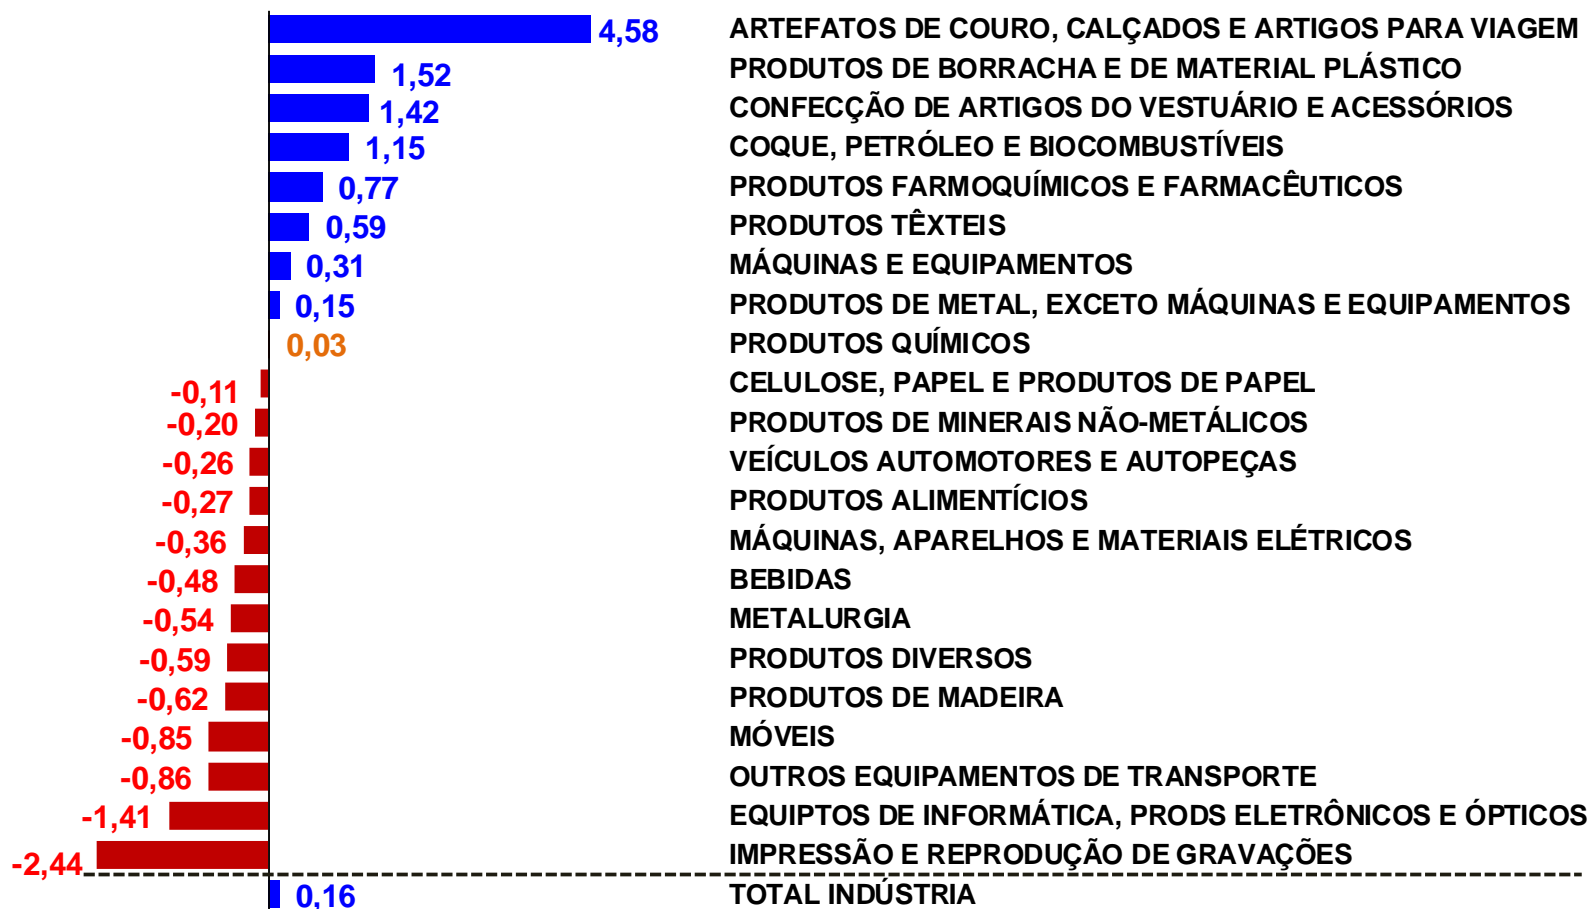 4,58 ARTEFATOS DE COURO, CALÇADOS E ARTIGOS PARA VIAGEM
1,52 PRODUTOS DE BORRACHA E DE MATERIAL PLÁSTICO
1,42 CONFECÇÃO DE ARTIGOS DO VESTUÁRIO E ACESSÓRIOS
1,15 COQUE, PETRÓLEO E BIOCOMBUSTÍVEIS
0,77 PRODUTOS FARMOQUÍMICOS E FARMACÊUTICOS
0,59 PRODUTOS TÊXTEIS
0,31 MÁQUINAS E EQUIPAMENTOS
0,15 PRODUTOS DE METAL, EXCETO MÁQUINAS E EQUIPAMENTOS
0,03 PRODUTOS QUÍMICOS
-0,11 CELULOSE, PAPEL E PRODUTOS DE PAPEL
-0,20 PRODUTOS DE MINERAIS NÃO-METÁLICOS
-0,26 VEÍCULOS AUTOMOTORES E AUTOPEÇAS
-0,27 PRODUTOS ALIMENTÍCIOS
-0,36 MÁQUINAS, APARELHOS E MATERIAIS ELÉTRICOS
-0,48 BEBIDAS
-0,54 METALURGIA
-0,59 PRODUTOS DIVERSOS
-0,62 PRODUTOS DE MADEIRA
-0,85 MÓVEIS
-0,86 OUTROS EQUIPAMENTOS DE TRANSPORTE
-1,41 EQUIPTOS DE INFORMÁTICA, PRODS ELETRÔNICOS E ÓPTICOS
-2,44 IMPRESSÃO E REPRODUÇÃO DE GRAVAÇÕES
0,16 TOTAL INDÚSTRIA